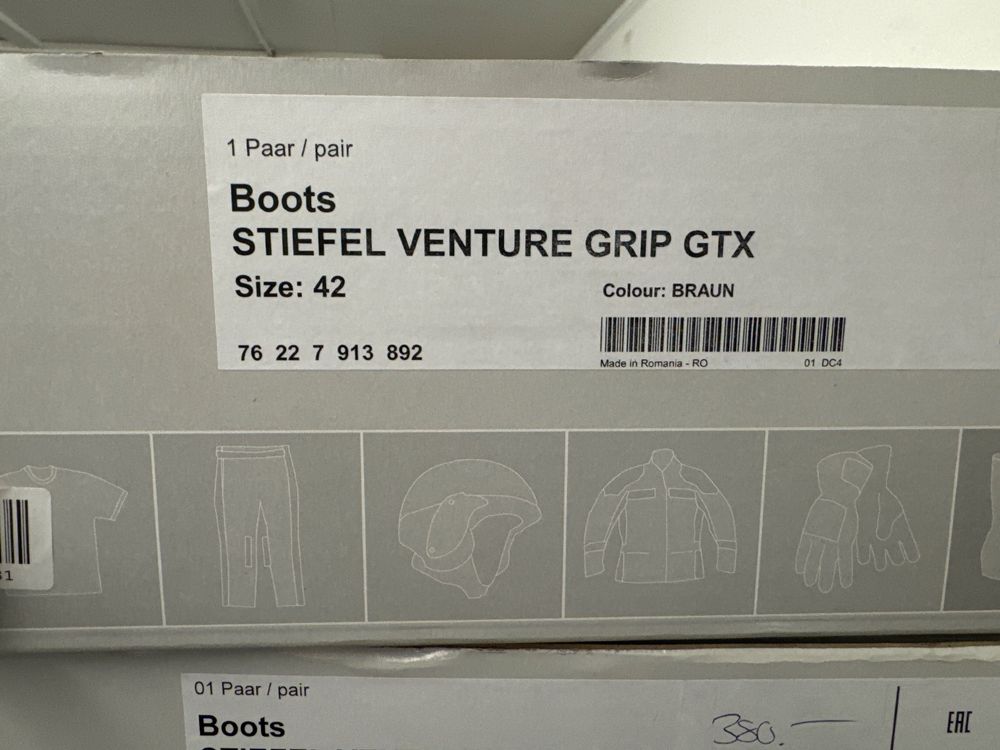 1 Paar / pair
Boots
STIEFEL VENTURE GRIP GTX
Size: 42
Colour: BRAUN
76 22 7 913 892
Made in Romania - RO
01 DC4
01 Paar / pair
Boots
380.—
EAC